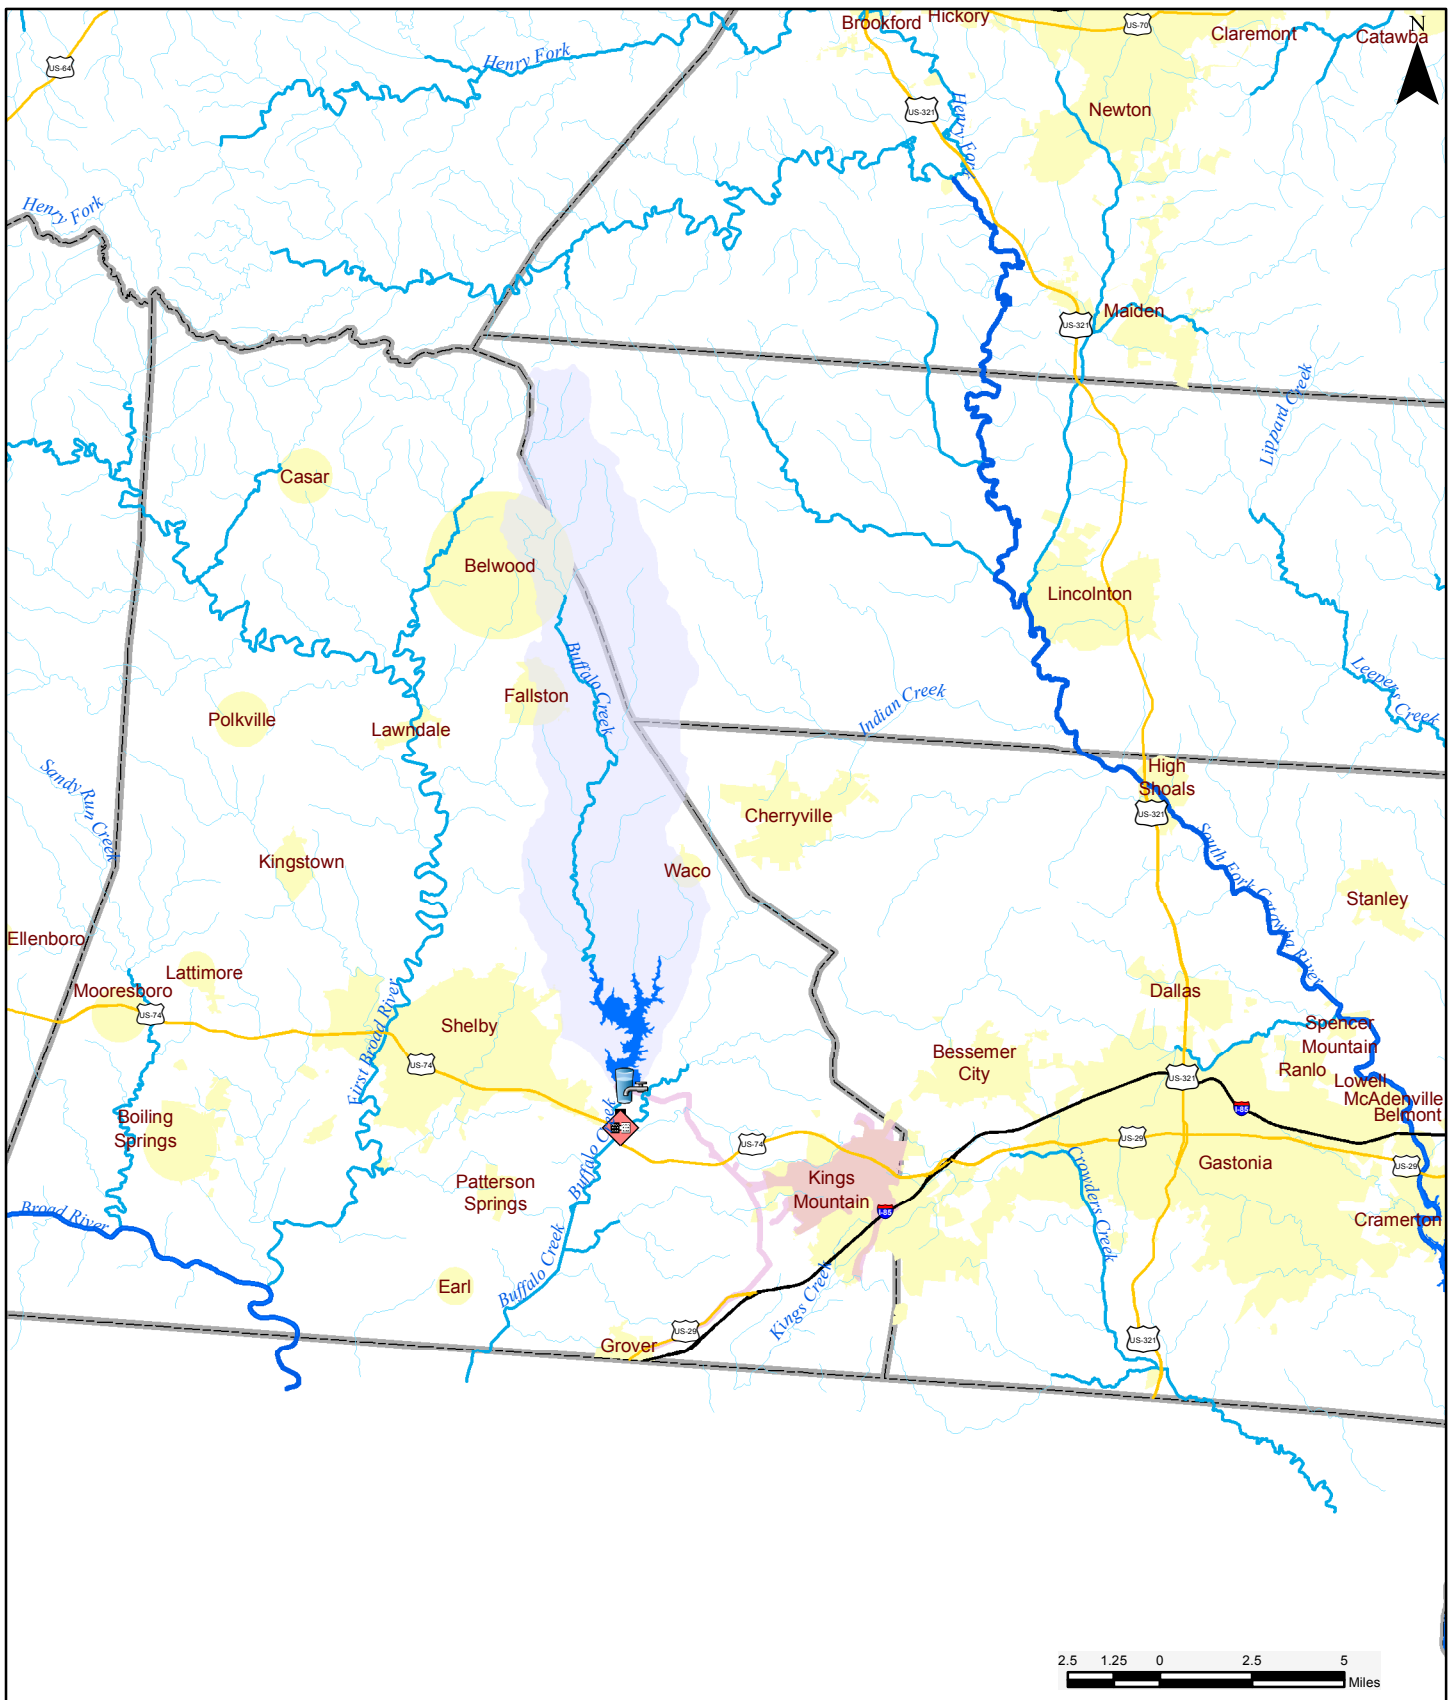 Brookford
Hickory
US-70
Claremont
Catawba
N
US-64
Henry Fork
US-321
Henry Fork
Newton
Henry Fork
US-321
Maiden
Lippard Creek
Casar
Belwood
Lincolnton
Buffalo Creek
Fallston
Leepers Creek
Indian Creek
Polkville
Lawndale
Sandy Run Creek
High
Shoals
US-321
Cherryville
South Fork Catawba River
Kingstown
Waco
Stanley
Ellenboro
Lattimore
Mooresboro
US-74
First Broad River
Shelby
US-74
Dallas
Spencer
Mountain
Bessemer
City
Ranlo
US-321
Lowell
McAdenville
Belmont
I-85
Boiling
Springs
Buffalo Creek
US-74
US-29
Gastonia
US-29
Crowders Creek
Kings
Mountain
Patterson
Springs
I-85
Broad River
Cramerton
Buffalo Creek
Earl
Kings Creek
Grover
US-29
US-321
2.5 1.25 0 2.5 5
Miles